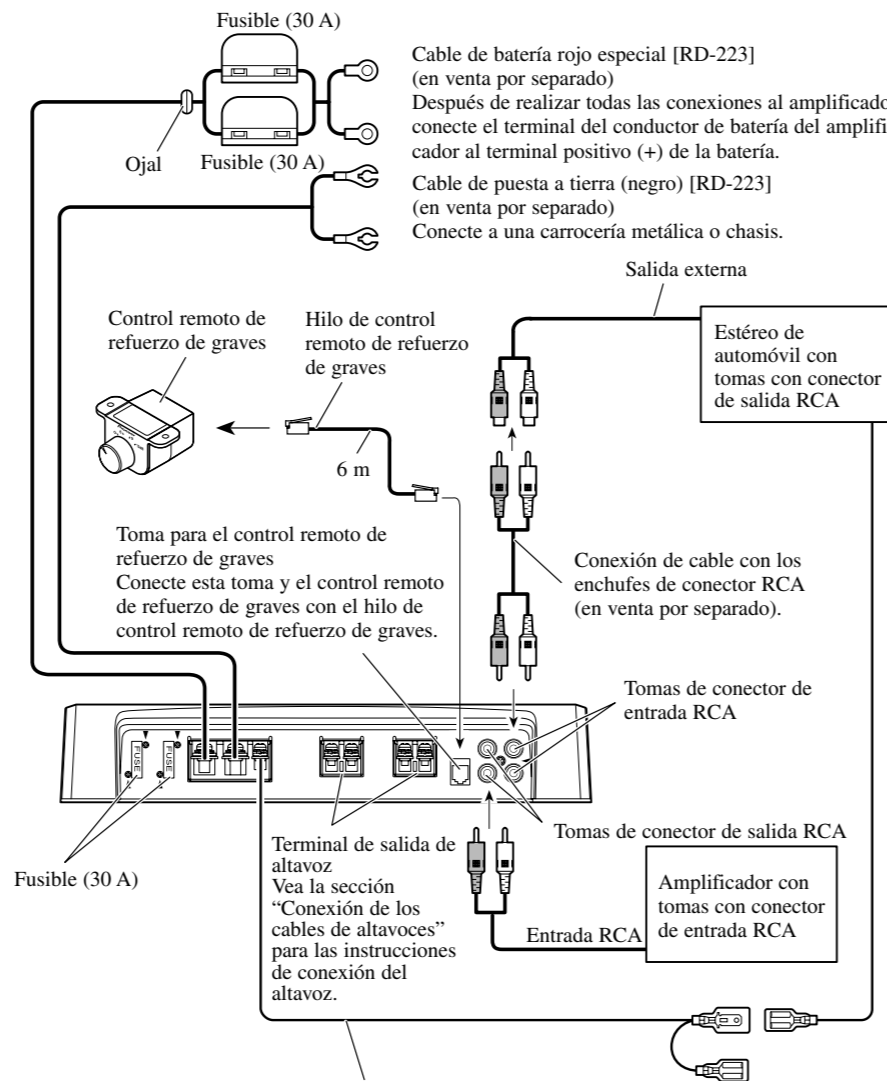 Fusible (30 A)
Cable de batería rojo especial [RD-223]
(en venta por separado)
Después de realizar todas las conexiones al amplificado
conecte el terminal del conductor de batería del amplifi
cador al terminal positivo (+) de la batería.
Ojal
Fusible (30 A)
Cable de puesta a tierra (negro) [RD-223]
(en venta por separado)
Conecte a una carrocería metálica o chasis.
Salida externa
Control remoto de
refuerzo de graves
Hilo de control
remoto de refuerzo
de graves
Estéreo de
automóvil con
tomas con conector
de salida RCA
6 m
Toma para el control remoto de
refuerzo de graves
Conecte esta toma y el control remoto
de refuerzo de graves con el hilo de
control remoto de refuerzo de graves.
Conexión de cable con los
enchufes de conector RCA
(en venta por separado).
Tomas de conector de
entrada RCA
FUSE
FUSE
Tomas de conector de salida RCA
Terminal de salida de
altavoz
Vea la sección
“Conexión de los
cables de altavoces”
para las instrucciones
de conexión del
altavoz.
Fusible (30 A)
Amplificador con
tomas con conector
de entrada RCA
Entrada RCA